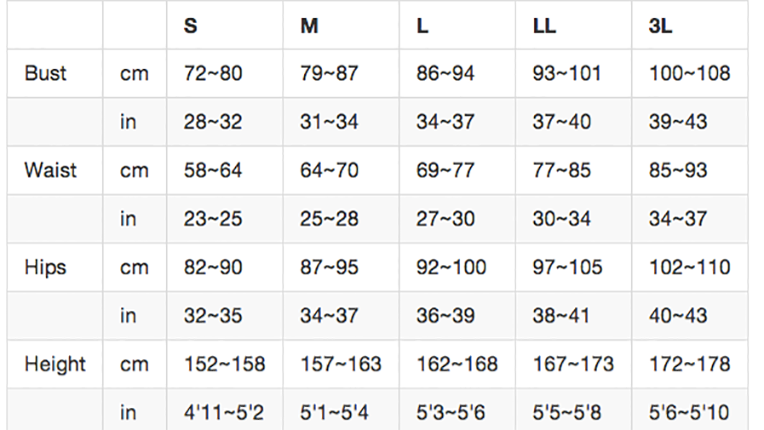 S M L LL 3L
Bust cm 72~80 79~87 86~94 93~101 100~108
in 28~32 31~34 34~37 37~40 39~43
Waist cm 58~64 64~70 69~77 77~85 85~93
in 23~25 25~28 27~30 30~34 34~37
Hips cm 82~90 87~95 92~100 97~105 102~110
in 32~35 34~37 36~39 38~41 40~43
Height cm 152~158 157~163 162~168 167~173 172~178
in 4'11~5'2 5'1~5'4 5'3~5'6 5'5~5'8 5'6~5'10